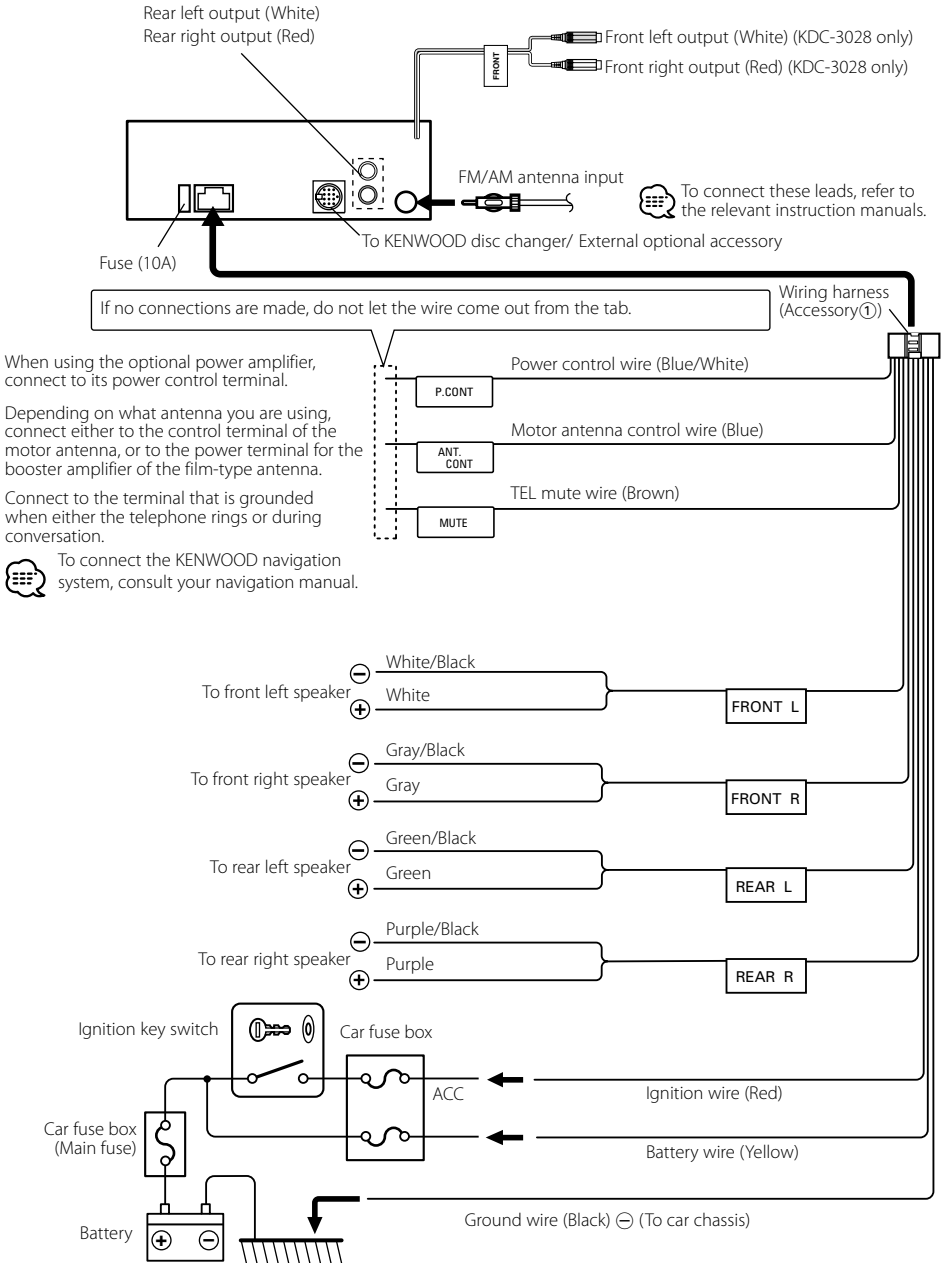 Rear left output (White)
Rear right output (Red)
FRONT
Front left output (White) (KDC-3028 only)
Front right output (Red) (KDC-3028 only)
FM/AM antenna input
To connect these leads, refer to
the relevant instruction manuals.
To KENWOOD disc changer/ External optional accessory
Fuse (10A)
If no connections are made, do not let the wire come out from the tab.
Wiring harness
(Accessory①)
When using the optional power amplifier,
connect to its power control terminal.
Power control wire (Blue/White)
P.CONT
Depending on what antenna you are using,
connect either to the control terminal of the
motor antenna, or to the power terminal for the
booster amplifier of the film-type antenna.
Motor antenna control wire (Blue)
ANT.
CONT
Connect to the terminal that is grounded
when either the telephone rings or during
conversation.
TEL mute wire (Brown)
MUTE
To connect the KENWOOD navigation
system, consult your navigation manual.
To front left speaker
⊖ White/Black
⊕ White
FRONT L
To front right speaker
⊖ Gray/Black
⊕ Gray
FRONT R
To rear left speaker
⊖ Green/Black
⊕ Green
REAR L
To rear right speaker
⊖ Purple/Black
⊕ Purple
REAR R
Ignition key switch
Car fuse box
ACC
Ignition wire (Red)
Car fuse box
(Main fuse)
Battery wire (Yellow)
Ground wire (Black) ⊖ (To car chassis)
Battery
⊕ ⊖